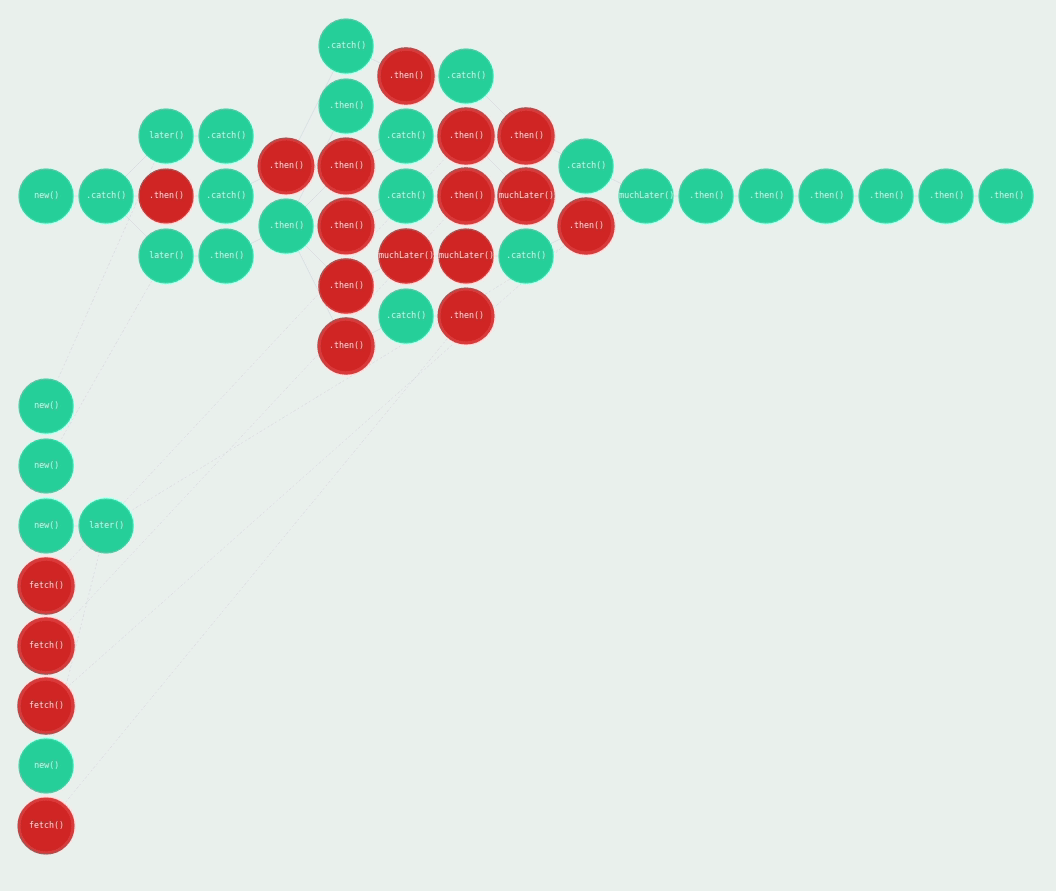 .catch()
.then() .catch()
.then()
later() .catch() .catch() .then() .then()
.then() .then() .catch()
new() .catch() .then() .catch() .catch() .then() muchLater() muchLater() .then() .then() .then() .then() .then() .then()
.then() .then() .then()
later() .then() muchLater() muchLater() .catch()
.then()
.catch() .then()
.then()
new()
new()
new() later()
fetch()
fetch()
fetch()
new()
fetch()